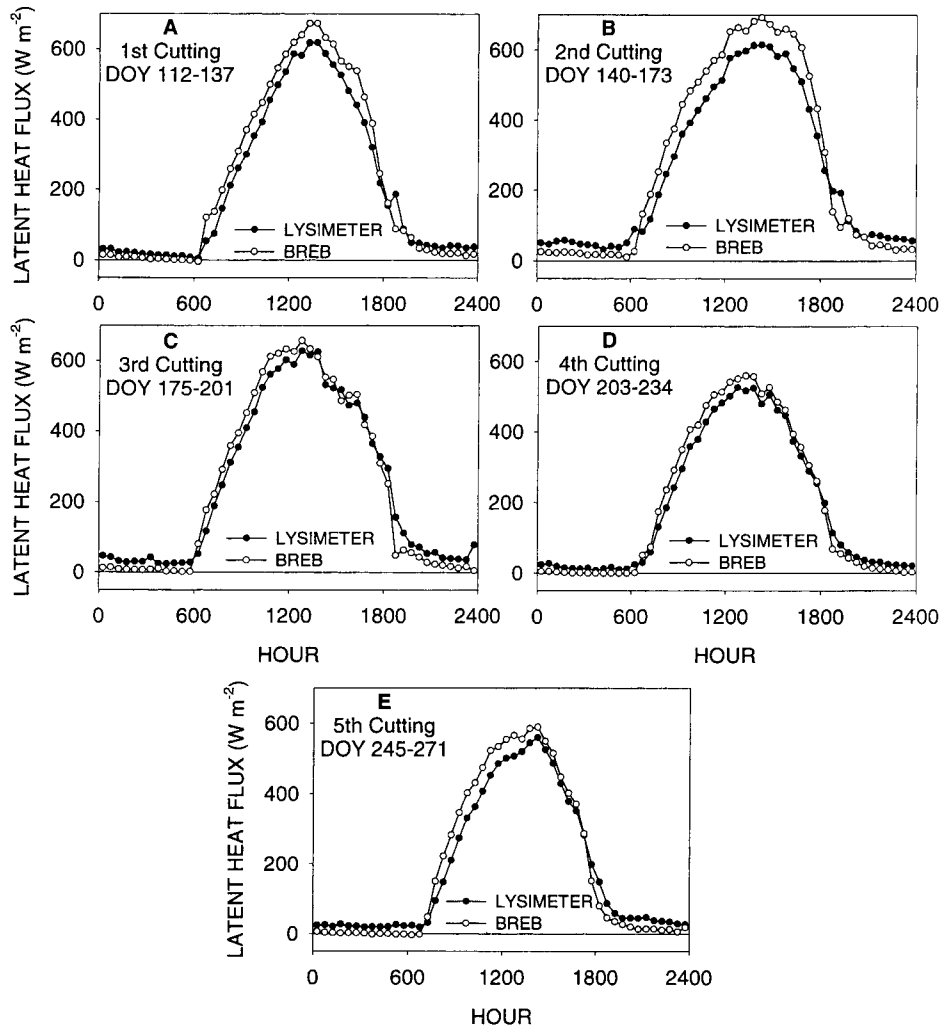 LATENT HEAT FLUX (W m-2)
A
1st Cutting
DOY 112-137
600
400
200
0
LYSIMETER
BREB
0 600 1200 1800 2400
B
2nd Cutting
DOY 140-173
600
400
200
0
LYSIMETER
BREB
0 600 1200 1800 2400
LATENT HEAT FLUX (W m-2)
C
3rd Cutting
DOY 175-201
600
400
200
0
LYSIMETER
BREB
0 600 1200 1800 2400
HOUR
D
4th Cutting
DOY 203-234
600
400
200
0
LYSIMETER
BREB
0 600 1200 1800 2400
HOUR
LATENT HEAT FLUX (W m-2)
E
5th Cutting
DOY 245-271
600
400
200
0
LYSIMETER
BREB
0 600 1200 1800 2400
HOUR